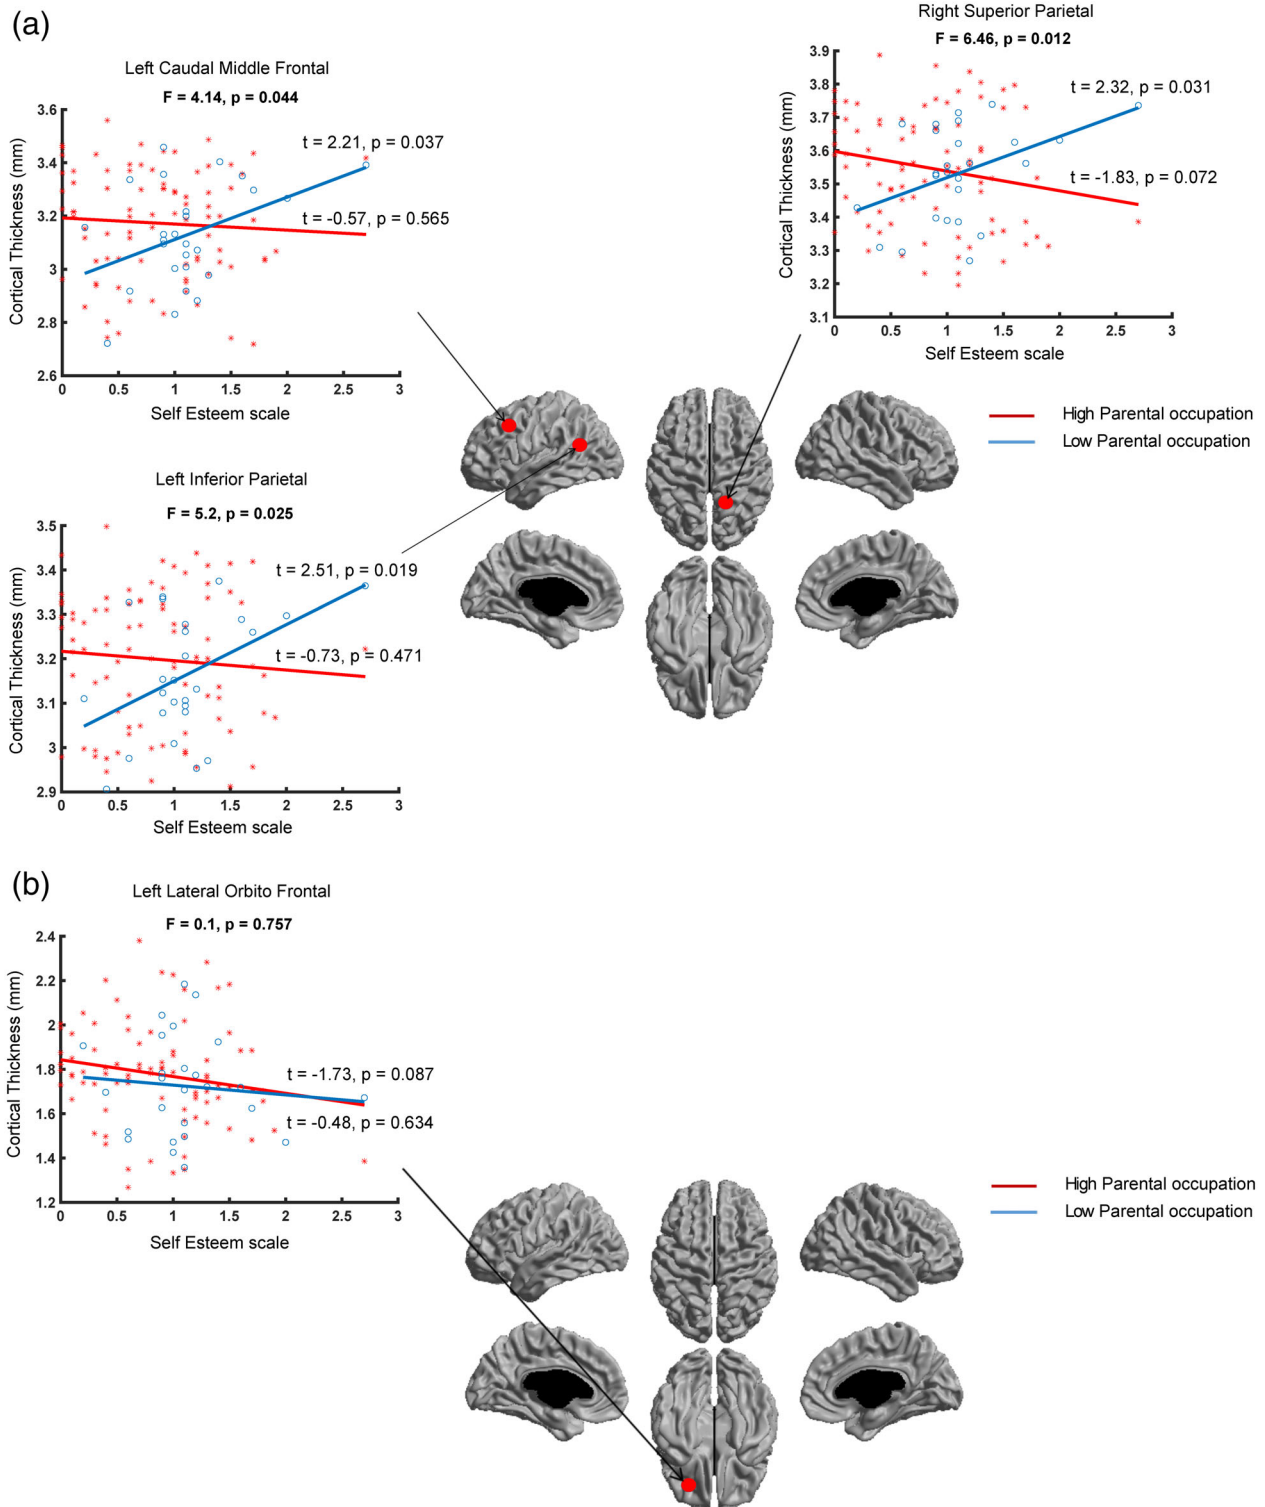 (a)
Left Caudal Middle Frontal
F = 4.14, p = 0.044
t = 2.21, p = 0.037
t = -0.57, p = 0.565
Cortical Thickness (mm)
3.6
3.4
3.2
3
2.8
2.6
0 0.5 1 1.5 2 2.5 3
Self Esteem scale
Right Superior Parietal
F = 6.46, p = 0.012
t = 2.32, p = 0.031
t = -1.83, p = 0.072
Cortical Thickness (mm)
3.9
3.8
3.7
3.6
3.5
3.4
3.3
3.2
3.1
0 0.5 1 1.5 2 2.5 3
Self Esteem scale
High Parental occupation
Low Parental occupation
Left Inferior Parietal
F = 5.2, p = 0.025
t = 2.51, p = 0.019
t = -0.73, p = 0.471
Cortical Thickness (mm)
3.5
3.4
3.3
3.2
3.1
3
2.9
0 0.5 1 1.5 2 2.5 3
Self Esteem scale
(b)
Left Lateral Orbito Frontal
F = 0.1, p = 0.757
t = -1.73, p = 0.087
t = -0.48, p = 0.634
Cortical Thickness (mm)
2.4
2.2
2
1.8
1.6
1.4
1.2
0 0.5 1 1.5 2 2.5 3
Self Esteem scale
High Parental occupation
Low Parental occupation